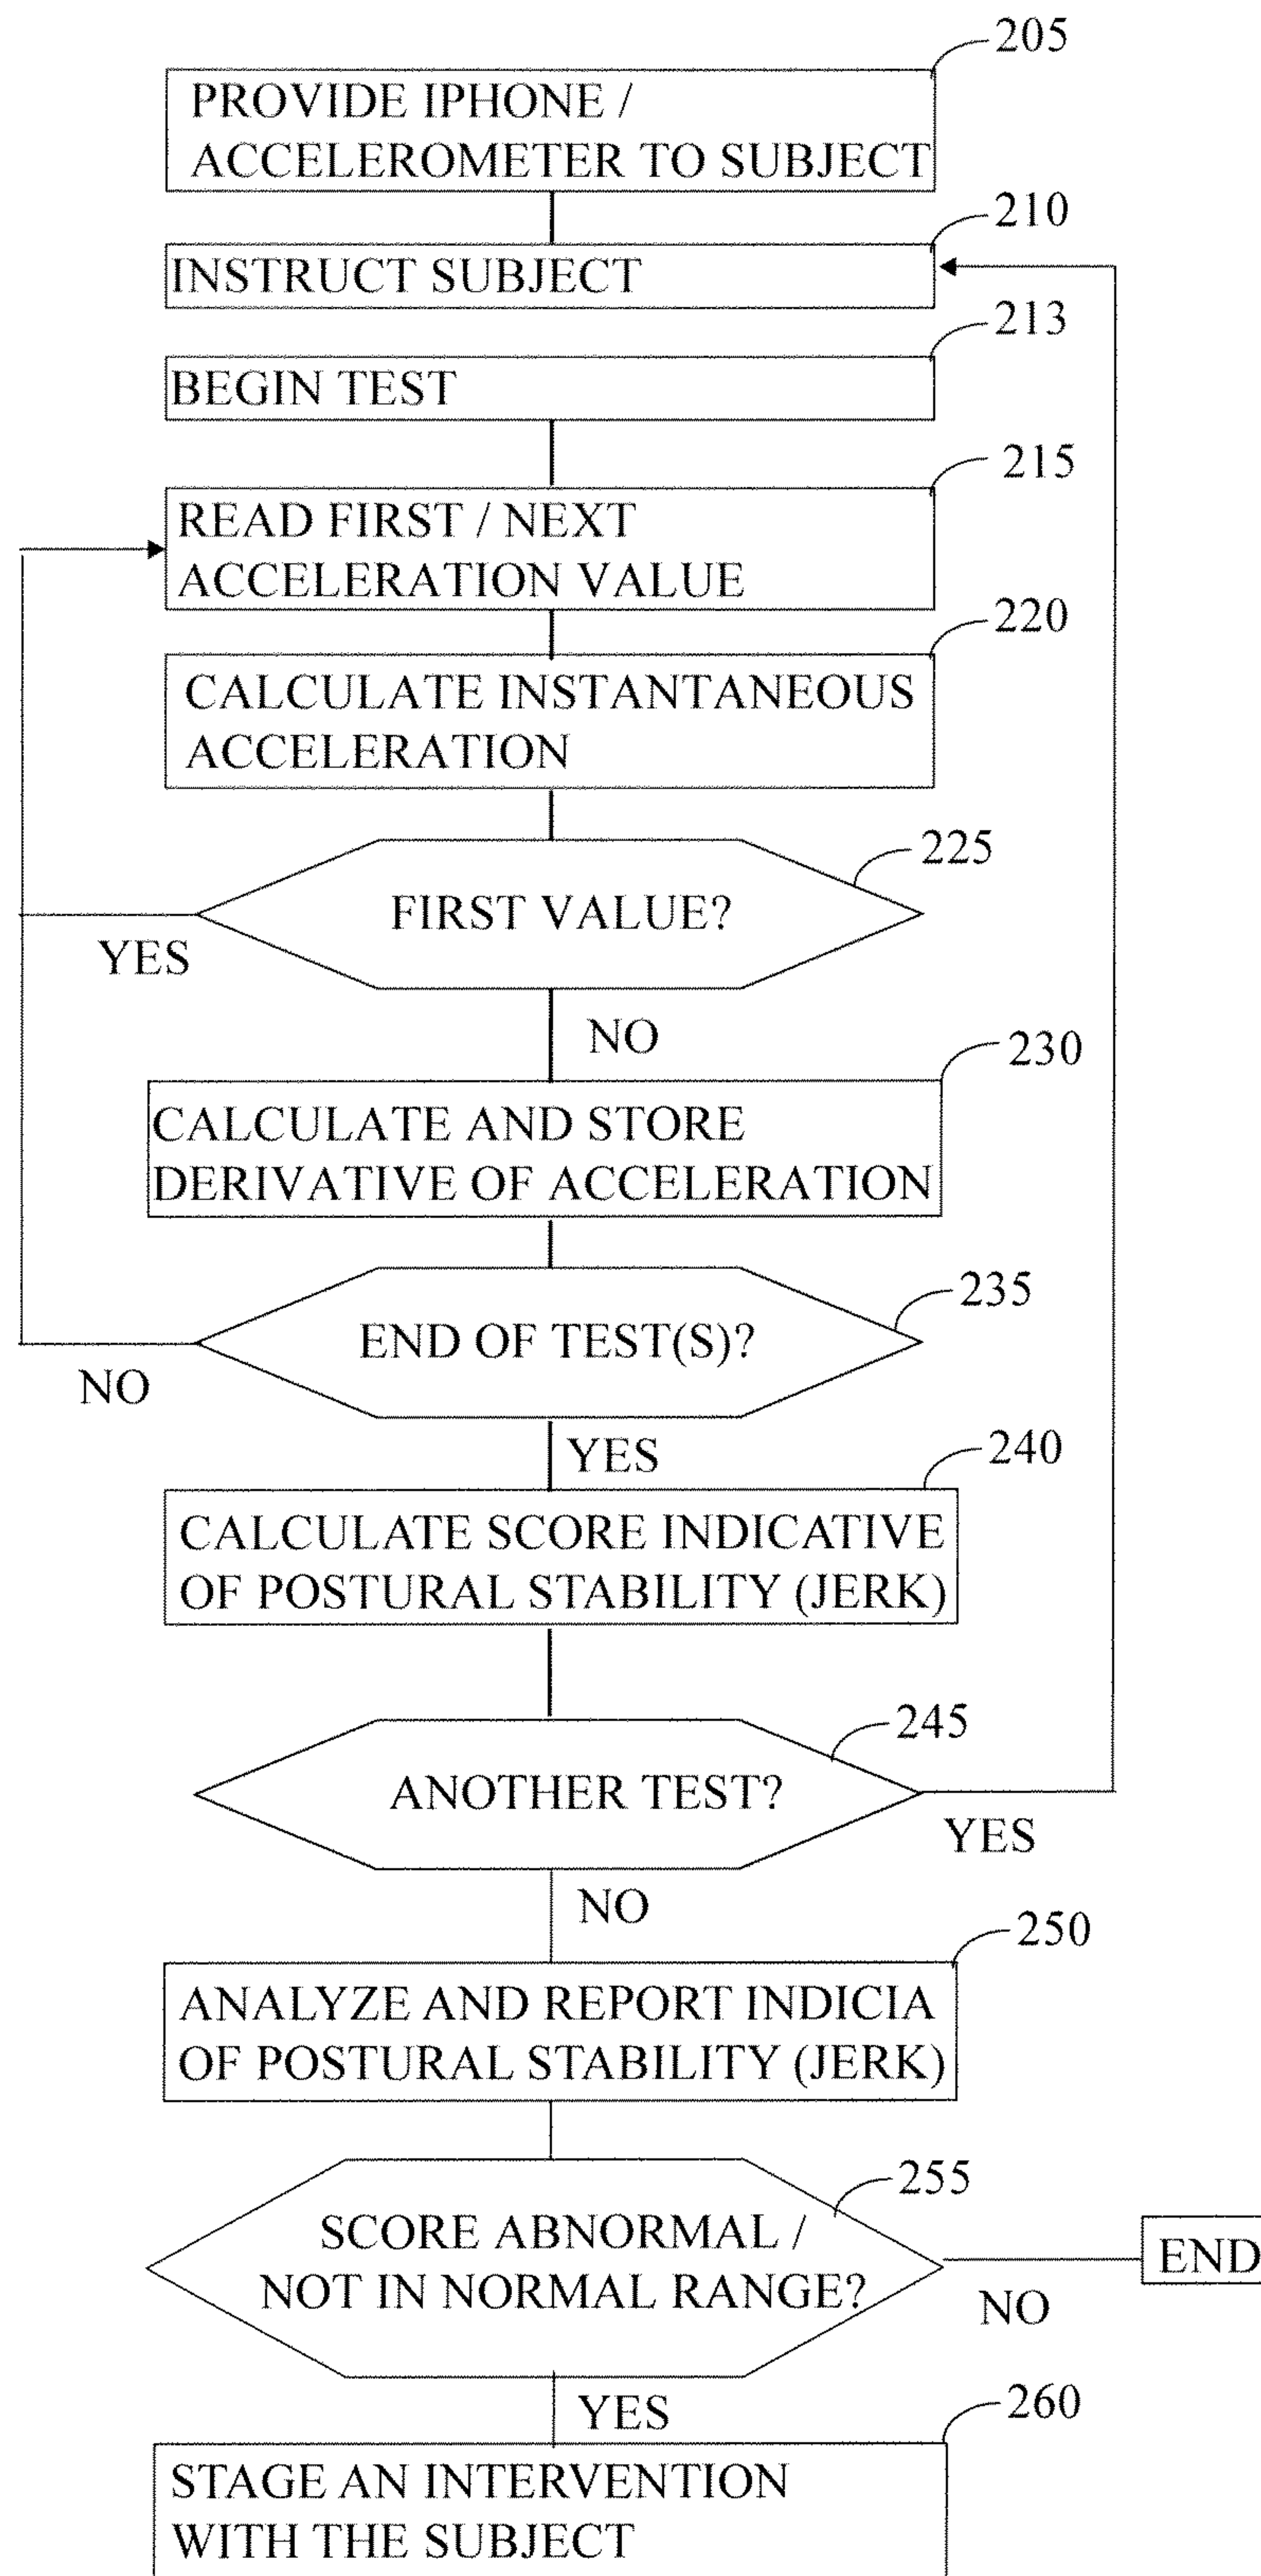 205
PROVIDE IPHONE /
ACCELEROMETER TO SUBJECT
210
INSTRUCT SUBJECT
213
BEGIN TEST
215
READ FIRST / NEXT
ACCELERATION VALUE
220
CALCULATE INSTANTANEOUS
ACCELERATION
225
FIRST VALUE?
YES
NO
230
CALCULATE AND STORE
DERIVATIVE OF ACCELERATION
235
END OF TEST(S)?
NO
YES
240
CALCULATE SCORE INDICATIVE
OF POSTURAL STABILITY (JERK)
245
ANOTHER TEST?
YES
NO
250
ANALYZE AND REPORT INDICIA
OF POSTURAL STABILITY (JERK)
255
SCORE ABNORMAL /
NOT IN NORMAL RANGE?
END
NO
YES
260
STAGE AN INTERVENTION
WITH THE SUBJECT